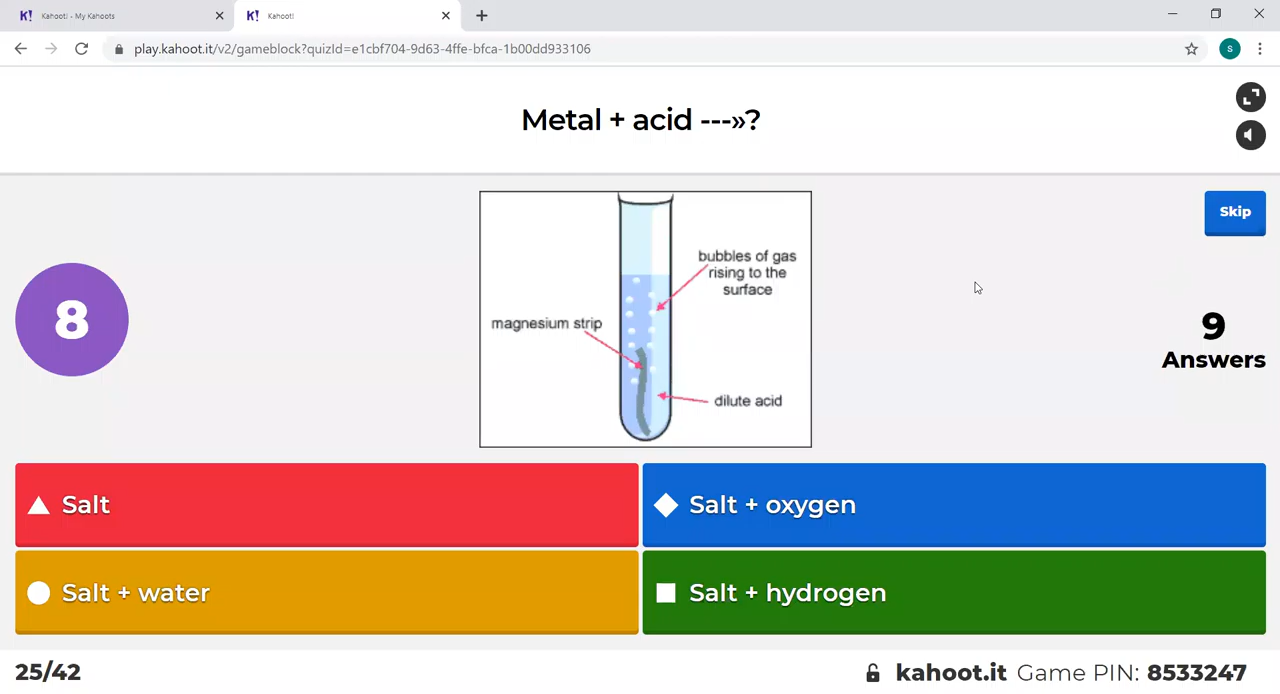 K! Kahoot! - My Kahoots
K! Kahoot!
play.kahoot.it/v2/gameblock?quizId=e1cbf704-9d63-4ffe-bfca-1b00dd933106
S
Metal + acid ---»?
Skip
8
bubbles of gas
rising to the
surface
magnesium strip
dilute acid
9
Answers
Salt
Salt + oxygen
Salt + water
Salt + hydrogen
25/42
kahoot.it Game PIN: 8533247